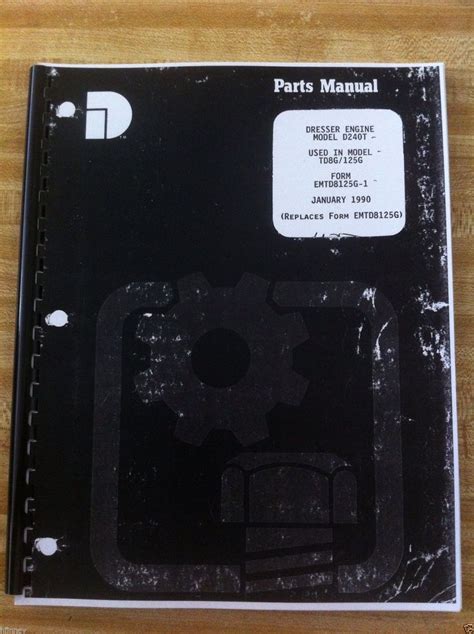 Parts Manual
DRESSER ENGINE
MODEL D240T -
USED IN MODEL -
TD8G/125G
FORM
EMTD8125G-1
JANUARY 1990
(REPLACES FORM EMTD8125G)